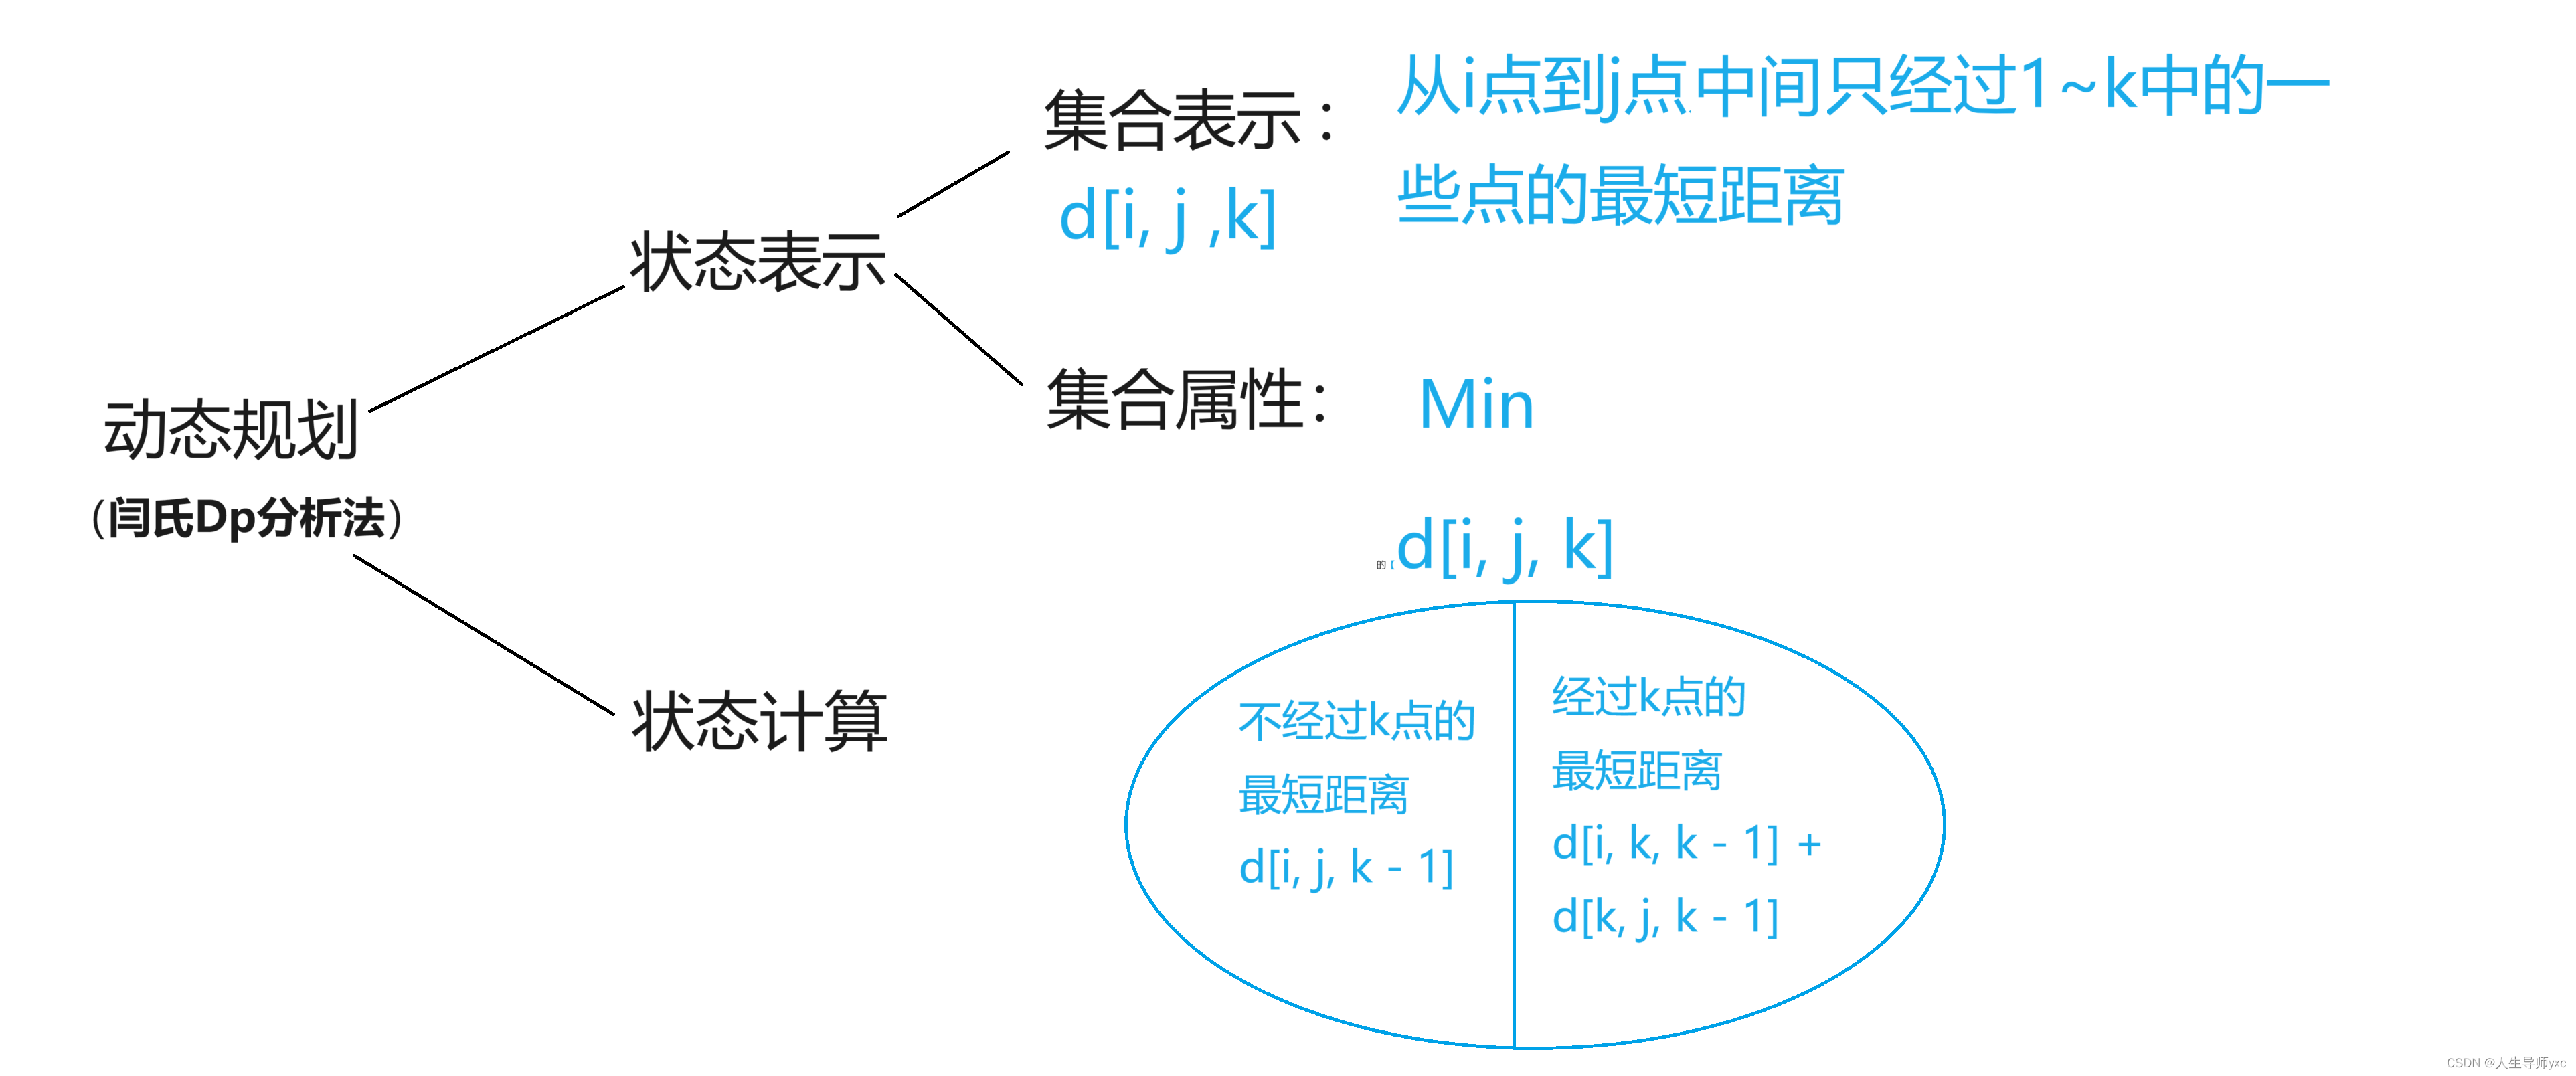 集合表示：
d[i, j ,k]
从i点到j点中间只经过1~k中的一
些点的最短距离
状态表示
集合属性：
Min
动态规划
（闫氏Dp分析法）
状态计算
的 [
d[i, j, k]
不经过k点的
最短距离
d[i, j, k - 1]
经过k点的
最短距离
d[i, k, k - 1] +
d[k, j, k - 1]
CSDN @人生导师yxc